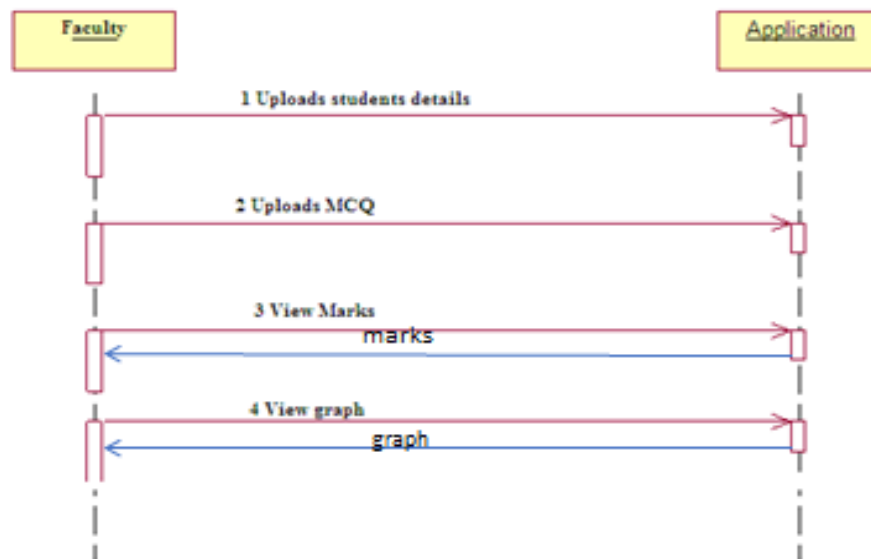 Faculty
Application
1 Uploads students details
2 Uploads MCQ
3 View Marks
marks
4 View graph
graph